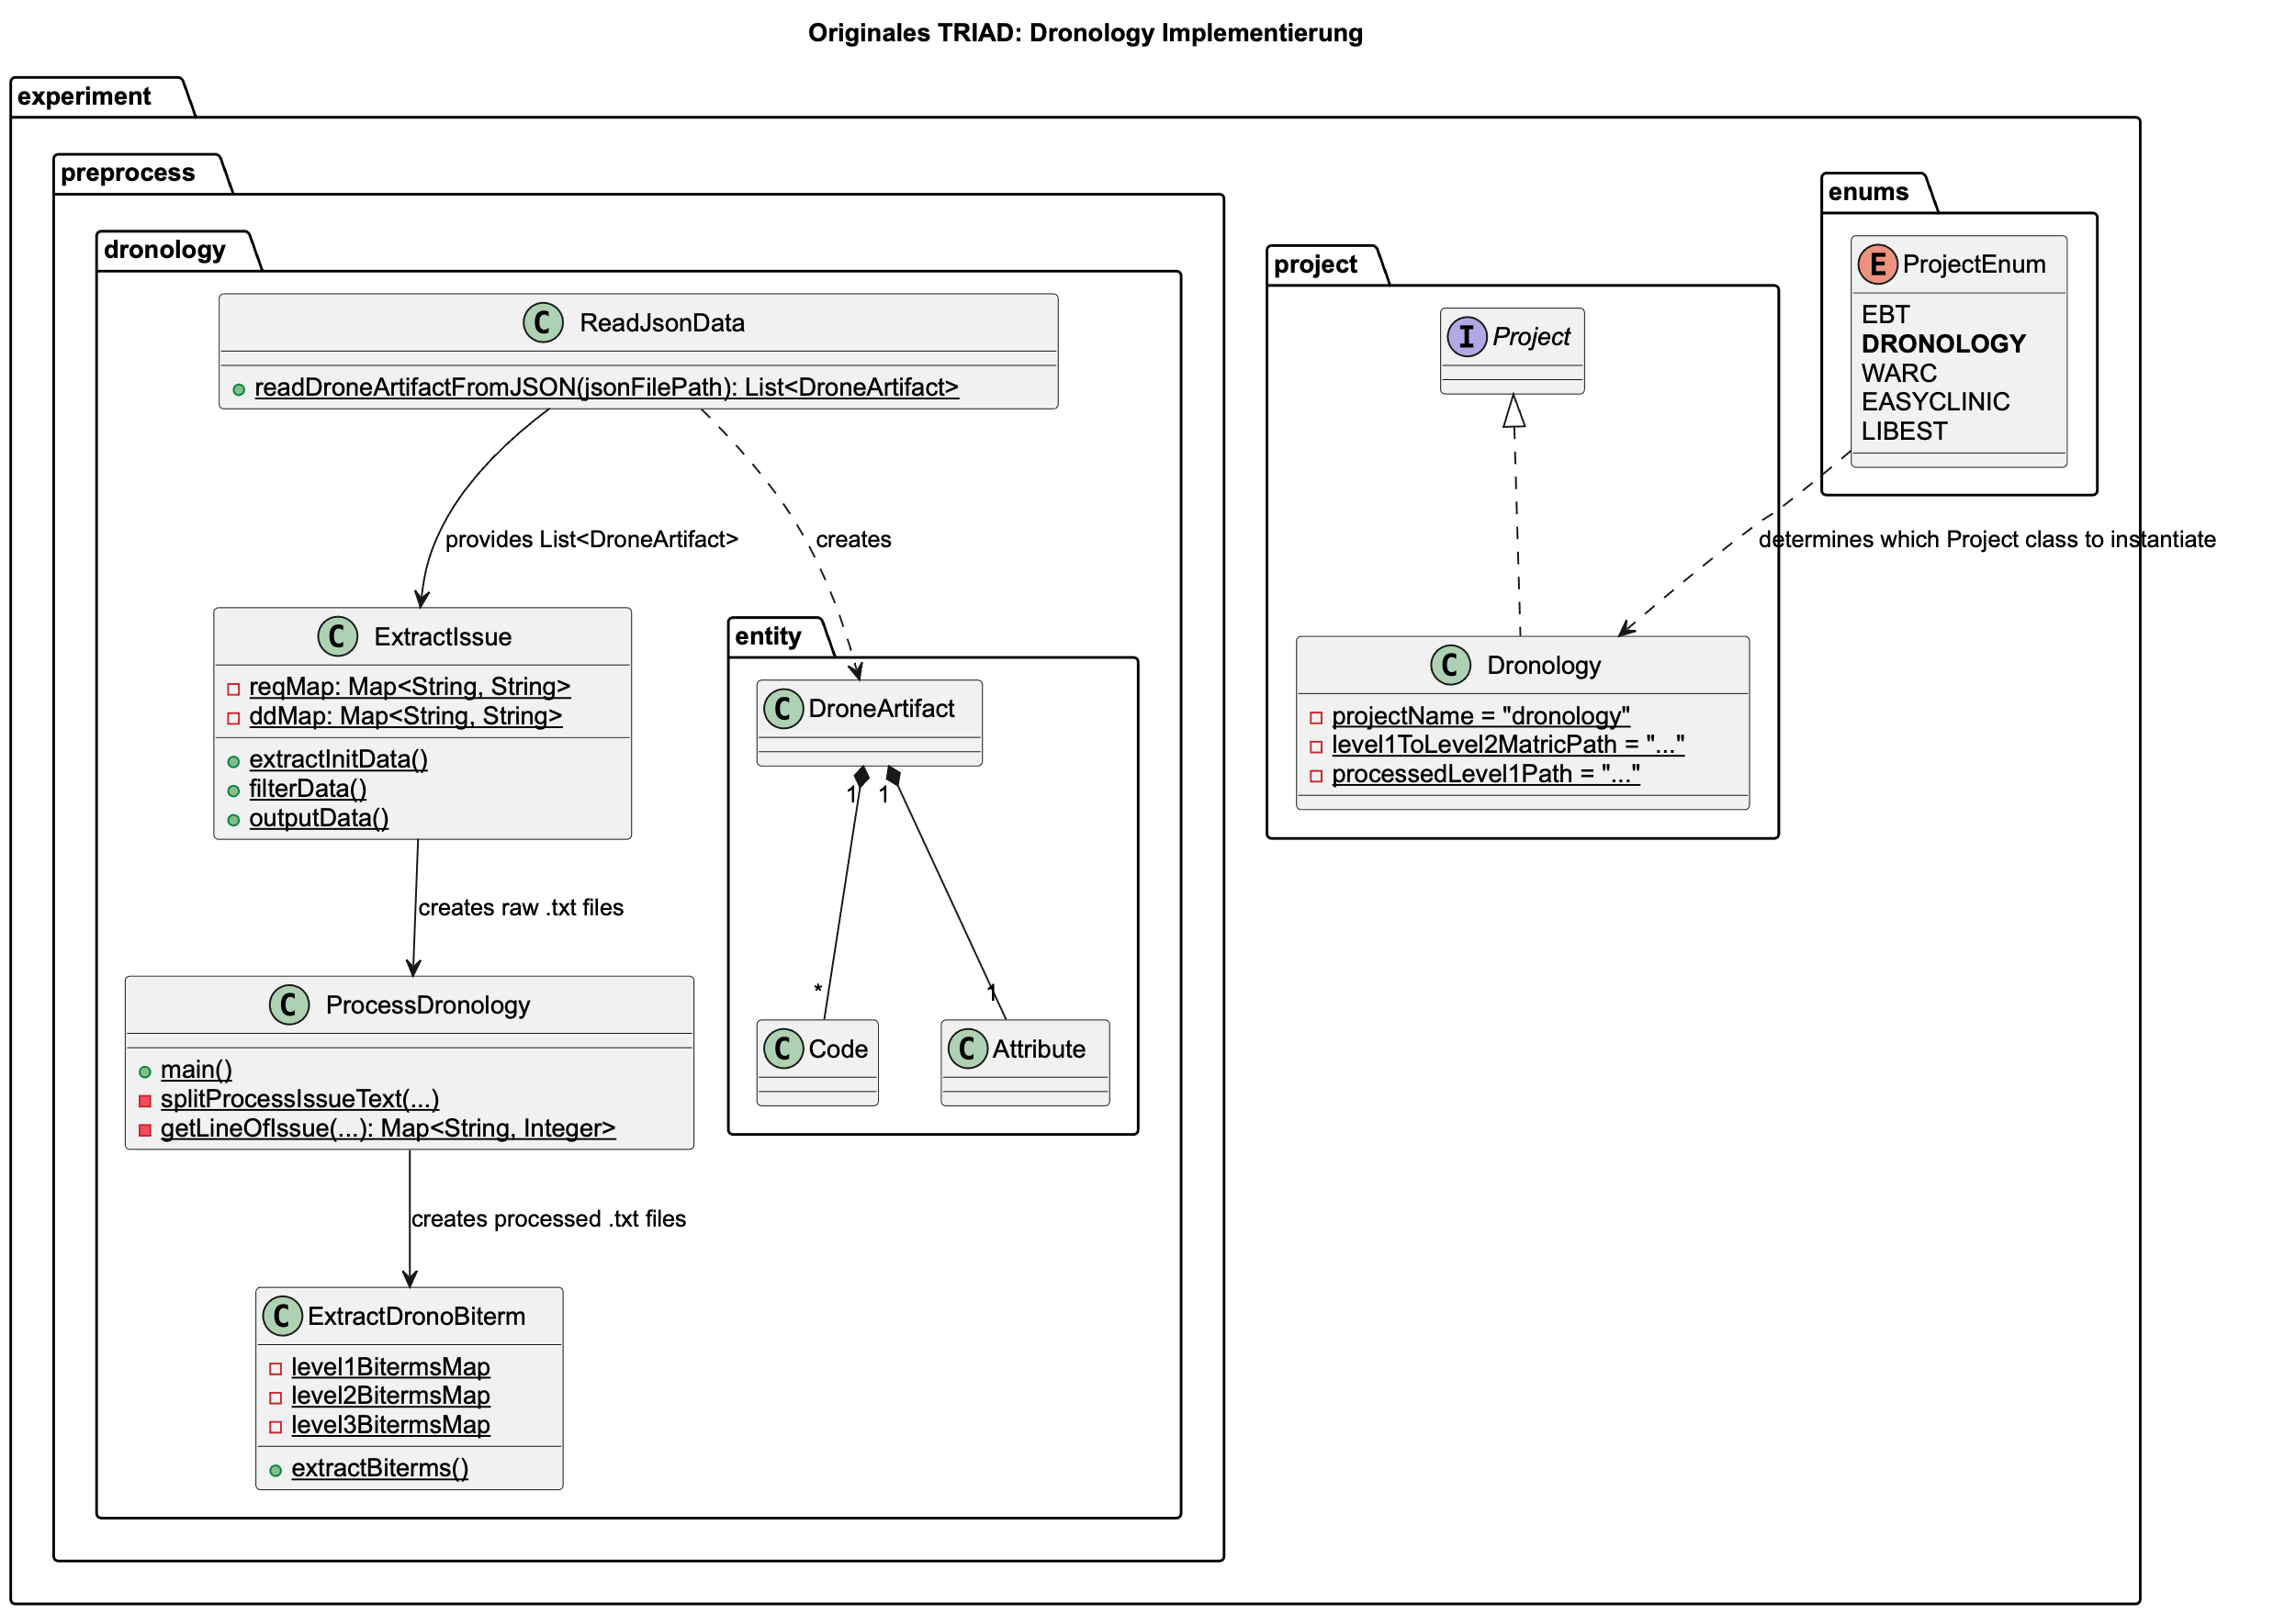 Originales TRIAD: Dronology Implementierung
experiment
preprocess
dronology
C ReadJsonData
readDroneArtifactFromJSON(jsonFilePath): List<DroneArtifact>
provides List<DroneArtifact>
creates
C ExtractIssue
reqMap: Map<String, String>
ddMap: Map<String, String>
extractInitData()
filterData()
outputData()
creates raw .txt files
C ProcessDronology
main()
splitProcessIssueText(...)
getLineOfIssue(...): Map<String, Integer>
creates processed .txt files
C ExtractDronoBiterm
level1BitermsMap
level2BitermsMap
level3BitermsMap
extractBiterms()
entity
C DroneArtifact
1
1
*
1
C Code
C Attribute
project
I Project
C Dronology
projectName = "dronology"
level1ToLevel2MatricPath = "..."
processedLevel1Path = "..."
enums
E ProjectEnum
EBT
DRONOLOGY
WARC
EASYCLINIC
LIBEST
determines which Project class to instantiate